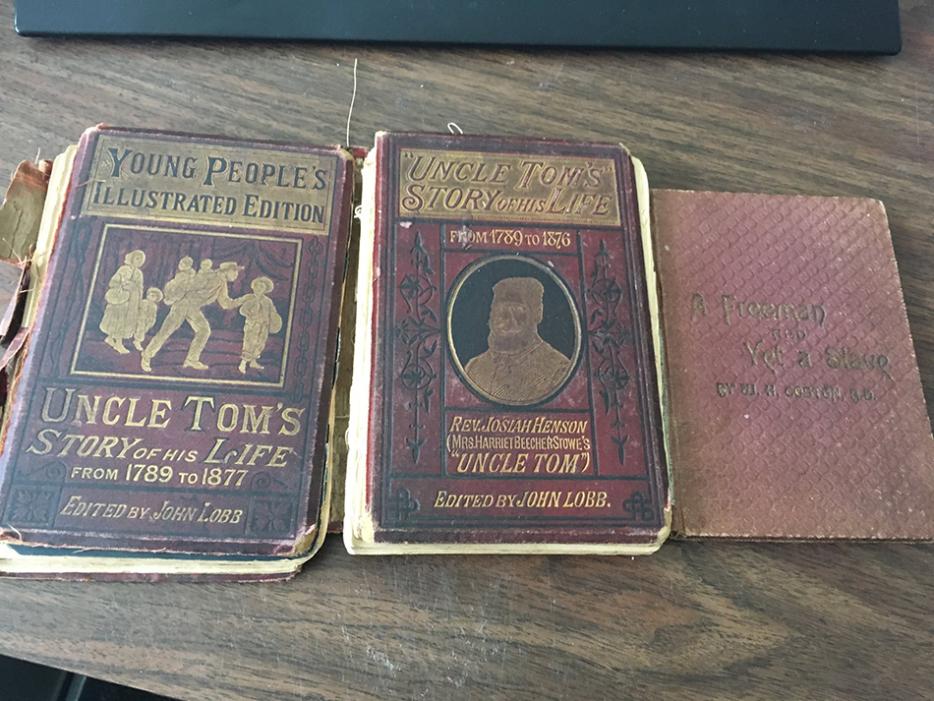 YOUNG PEOPLE'S
ILLUSTRATED EDITION
UNCLE TOM'S
STORY OF HIS LIFE
FROM 1789 TO 1877
EDITED BY JOHN LOBB
"UNCLE TOM'S"
STORY OF HIS LIFE
FROM 1789 TO 1876
REV. JOSIAH HENSON
(MRS. HARRIET BEECHER STOWE'S
"UNCLE TOM")
EDITED BY JOHN LOBB.
A Freeman
AND
Yet a Slave
BY W. H. COSTON, B.D.